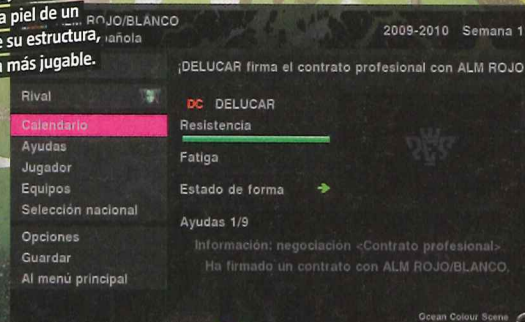 a piel de un
e su estructura,
más jugable.
ROJO/BLANCO
añola
2009-2010 Semana 1
¡DELUCAR firma el contrato profesional con ALM ROJO
Rival
Calendario
Ayudas
Jugador
Equipos
Selección nacional
Opciones
Guardar
Al menú principal
DC DELUCAR
Resistencia
Fatiga
Estado de forma
Ayudas 1/9
Información: negociación <Contrato profesional>
Ha firmado un contrato con ALM ROJO/BLANCO.
Ocean Colour Scene